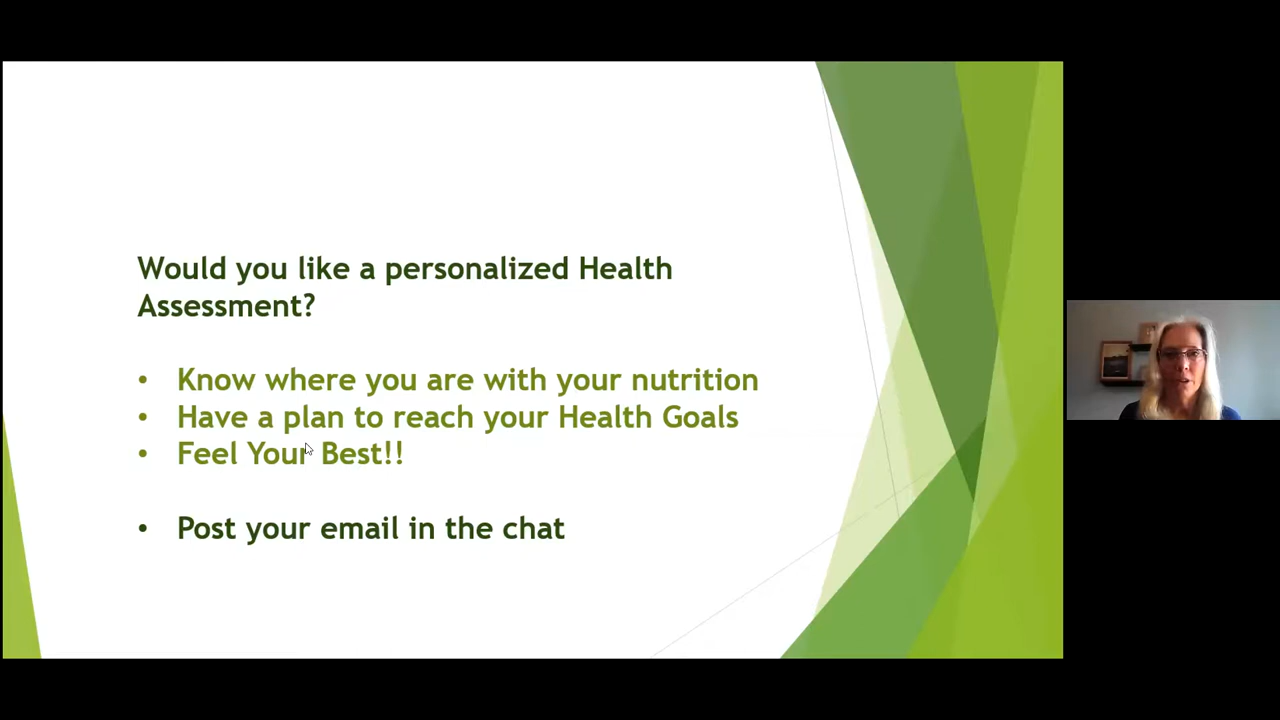 Would you like a personalized Health
Assessment?
• Know where you are with your nutrition
• Have a plan to reach your Health Goals
• Feel Your Best!!
• Post your email in the chat